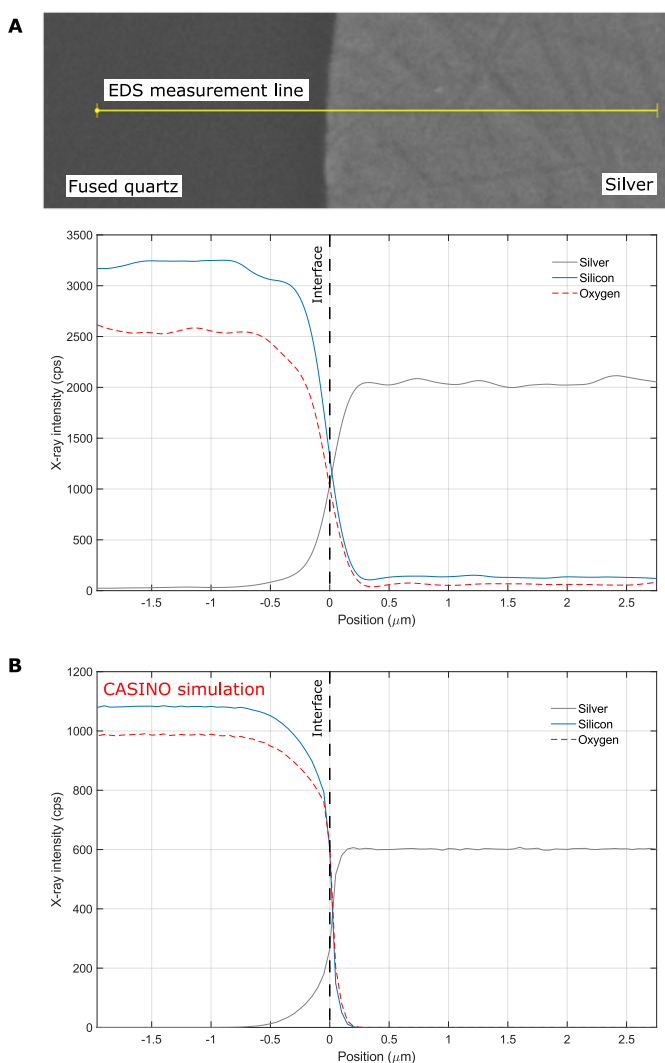 A
EDS measurement line
Fused quartz
Silver
3500
3000
2500
2000
1500
1000
500
0
X-ray intensity (cps)
Interface
Silver
Silicon
Oxygen
-1.5
-1
-0.5
0
0.5
1
1.5
2
2.5
Position (μm)
B
CASINO simulation
1200
1000
800
600
400
200
0
X-ray intensity (cps)
Interface
Silver
Silicon
Oxygen
-1.5
-1
-0.5
0
0.5
1
1.5
2
2.5
Position (μm)